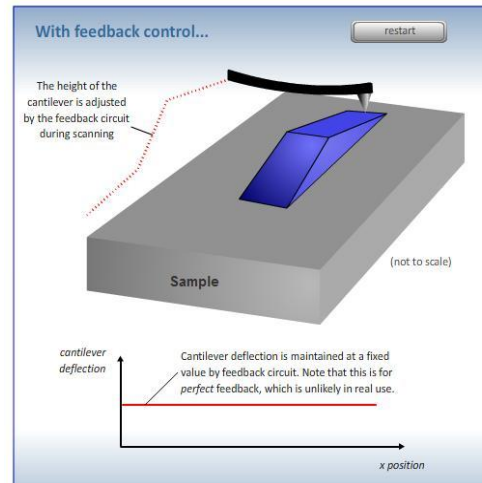 With feedback control...
restart
The height of the
cantilever is adjusted
by the feedback circuit
during scanning
(not to scale)
Sample
cantilever
deflection
Cantilever deflection is maintained at a fixed
value by feedback circuit. Note that this is for
perfect feedback, which is unlikely in real use.
x position